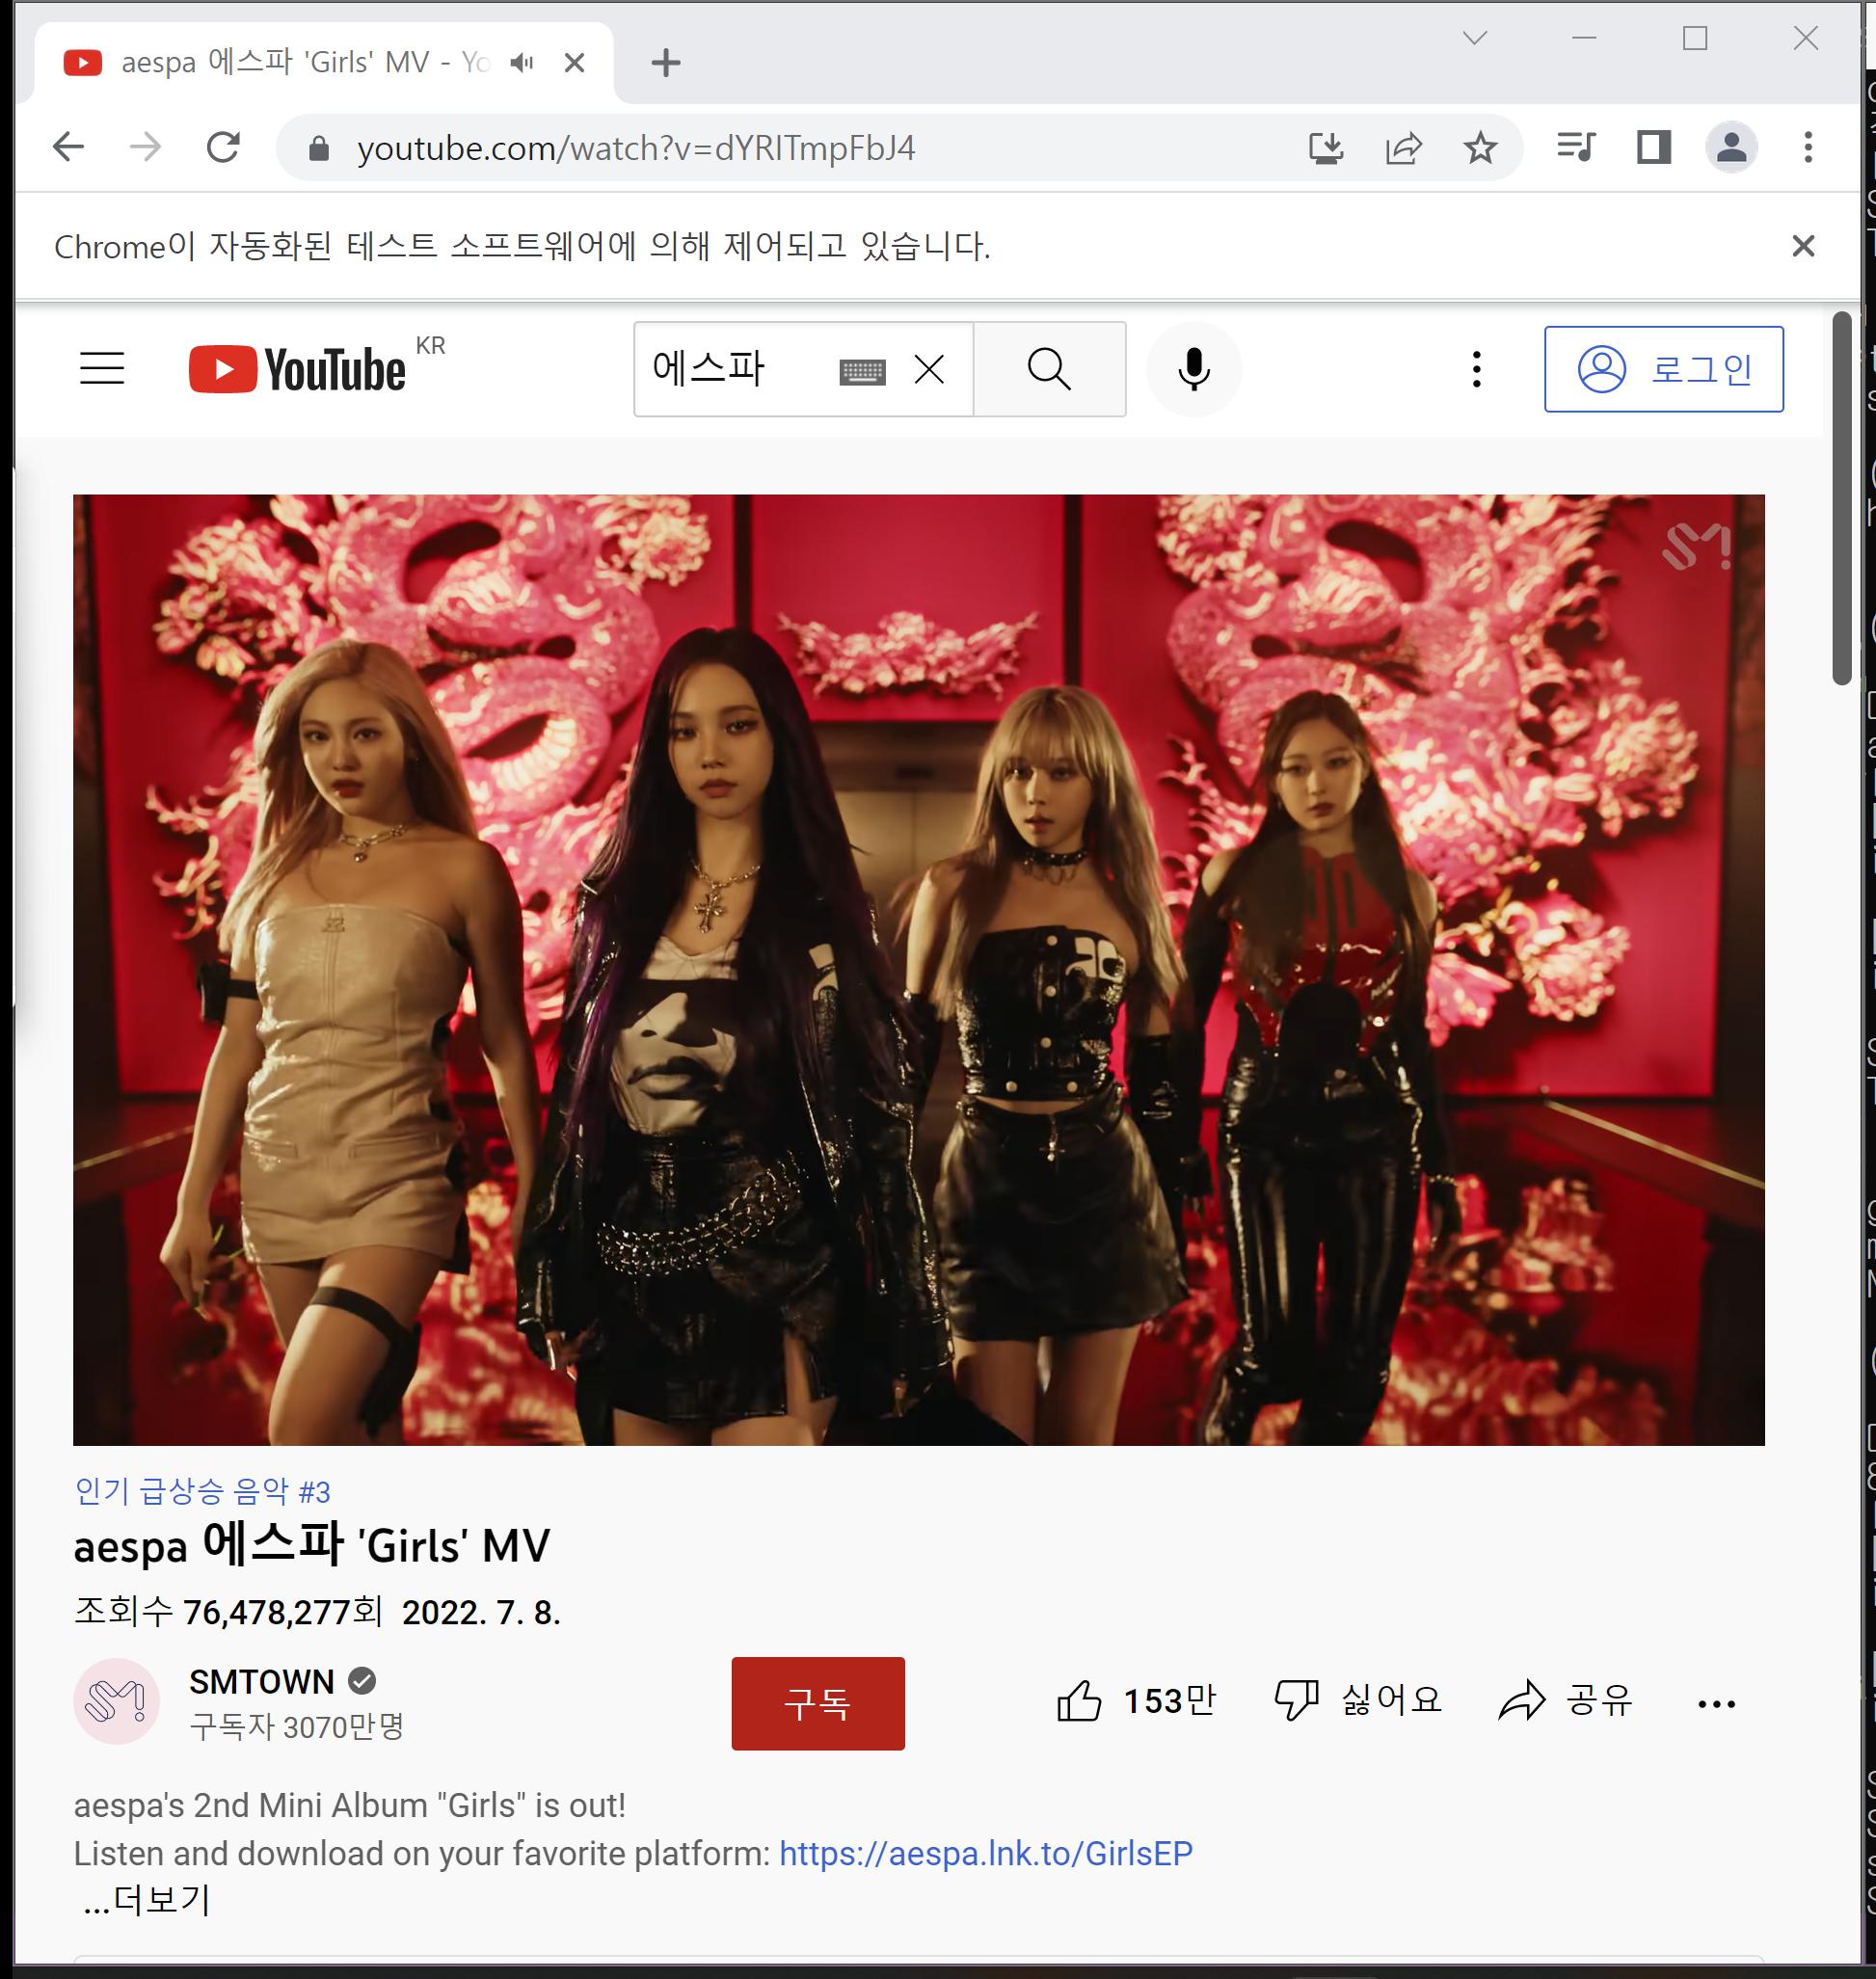 aespa 에스파 'Girls' MV - Yo
youtube.com/watch?v=dYRITmpFbJ4
Chrome이 자동화된 테스트 소프트웨어에 의해 제어되고 있습니다.
YouTube KR
에스파
로그인
SM!
인기 급상승 음악 #3
aespa 에스파 'Girls' MV
조회수 76,478,277회 2022. 7. 8.
SMTOWN
구독자 3070만명
구독
153만
싫어요
공유
aespa's 2nd Mini Album "Girls" is out!
Listen and download on your favorite platform: https://aespa.lnk.to/GirlsEP
...더보기